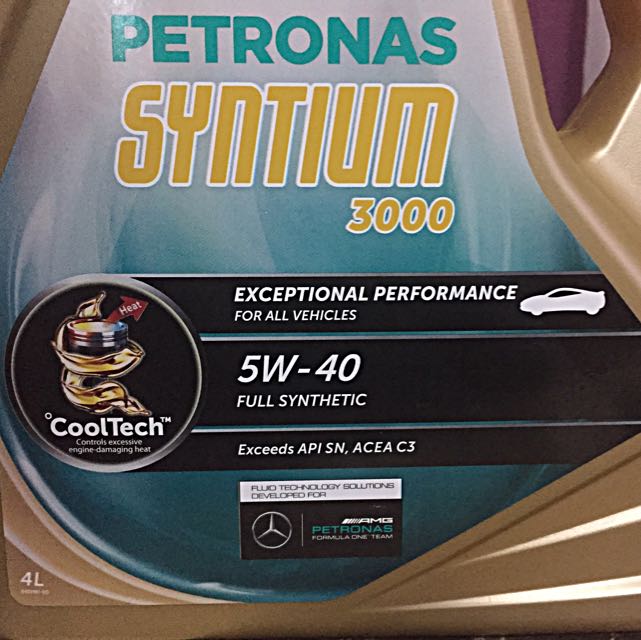 PETRONAS
SYNTIUM
3000
EXCEPTIONAL PERFORMANCE
FOR ALL VEHICLES
Heat
5W-40
FULL SYNTHETIC
°CoolTech™
Controls excessive
engine-damaging heat
Exceeds API SN, ACEA C3
FLUID TECHNOLOGY SOLUTIONS
DEVELOPED FOR
AMG
PETRONAS
FORMULA ONE™ TEAM
4L